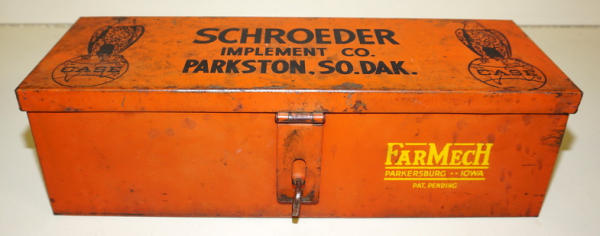 SCHROEDER
IMPLEMENT CO.
PARKSTON, SO. DAK.
CASE
CASE
FARMECH
PARKERSBURG -- IOWA
PAT. PENDING